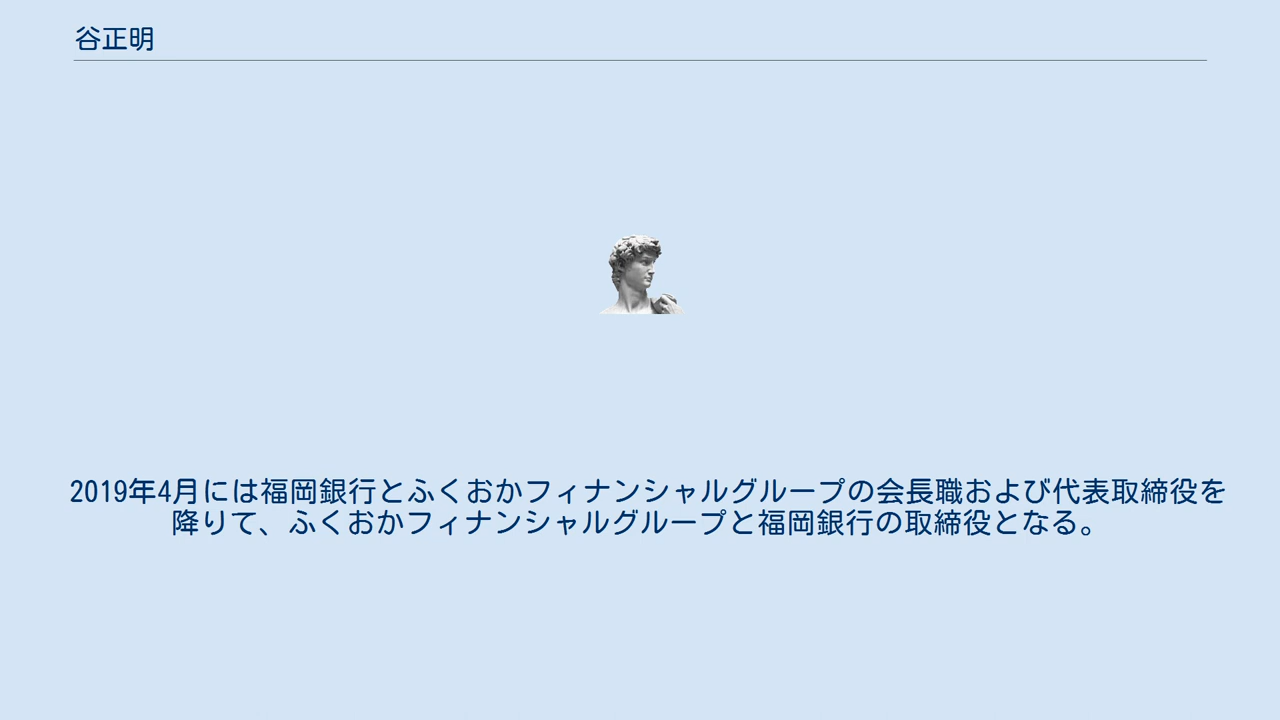 谷正明
2019年4月には福岡銀行とふくおかフィナンシャルグループの会長職および代表取締役を
降りて、ふくおかフィナンシャルグループと福岡銀行の取締役となる。